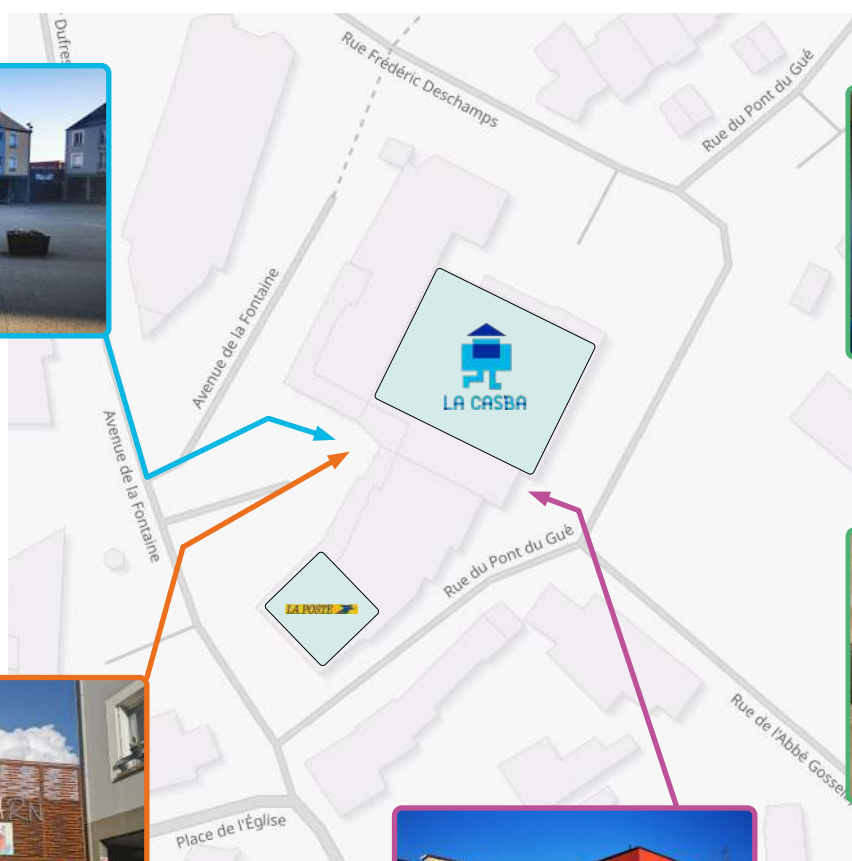 Dufres
Rue Frédéric Deschamps
Rue du Pont du Gué
Avenue de la Fontaine
LA CASBA
Avenue de la Fontaine
Rue du Pont du Gué
LA POSTE
Rue de l'Abbé Gossel
Place de l'Église